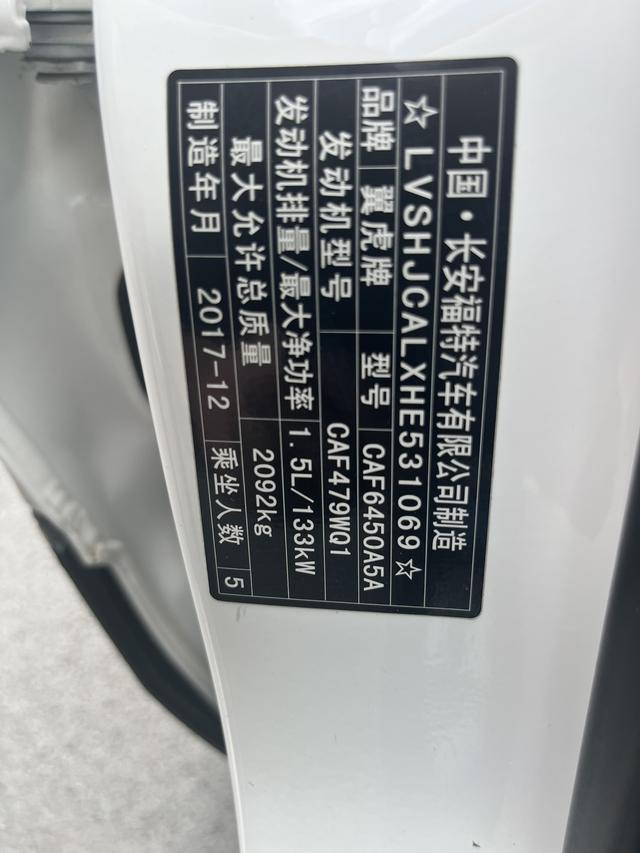 中国·长安福特汽车有限公司制造
☆LVSHJCALXHE531069☆
品牌 翼虎牌 型号 CAF6450A5A
发动机型号 CAF479WQ1
发动机排量/最大净功率 1.5L/133kW
最大允许总质量 2092kg
制造年月 2017-12 乘坐人数 5